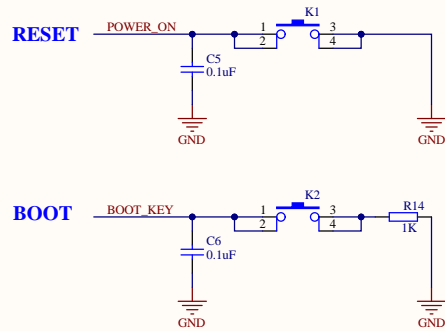 K1
RESET POWER_ON 1 3
2 4
C5
0.1uF
GND GND
K2
R14
BOOT BOOT_KEY 1 3
2 4 1K
C6
0.1uF
GND GND